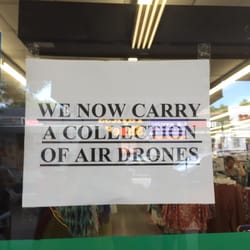 WE NOW CARRY
A COLLECTION
OF AIR DRONES